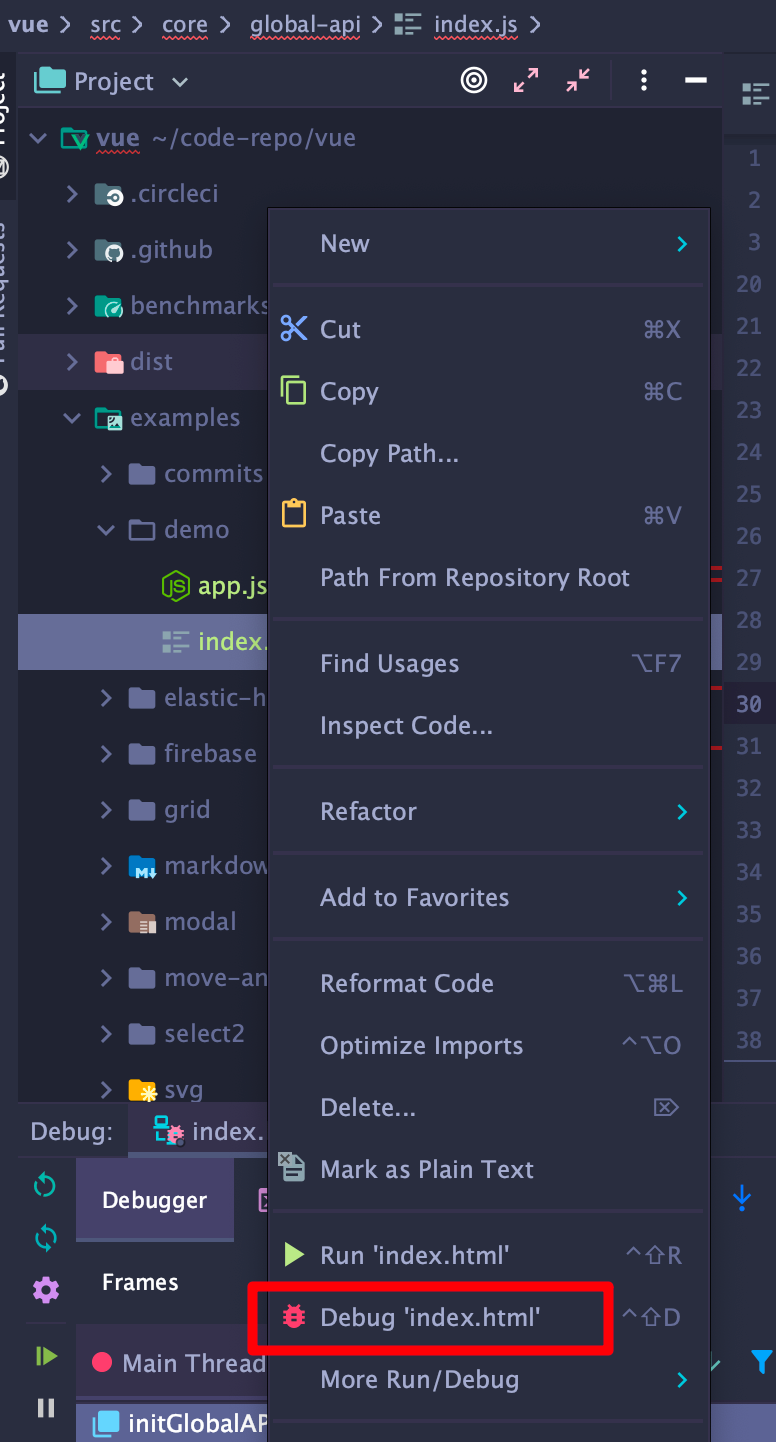 vue > src > core > global-api > index.js >
Project
vue ~/code-repo/vue
.circleci
.github
benchmarks
dist
examples
commits
demo
app.js
index.
elastic-h
firebase
grid
markdow
modal
move-an
select2
svg
New
Cut ⌘X
Copy ⌘C
Copy Path...
Paste ⌘V
Path From Repository Root
Find Usages ⌥F7
Inspect Code...
Refactor
Add to Favorites
Reformat Code ⌥⌘L
Optimize Imports ^⌥O
Delete... ⌦
Mark as Plain Text
Run 'index.html' ^⇧R
Debug 'index.html' ^⇧D
More Run/Debug
1
2
3
20
21
22
23
24
25
26
27
28
29
30
31
32
33
34
35
36
37
38
Debug: index.
Debugger
Frames
Main Thread
initGlobalAP